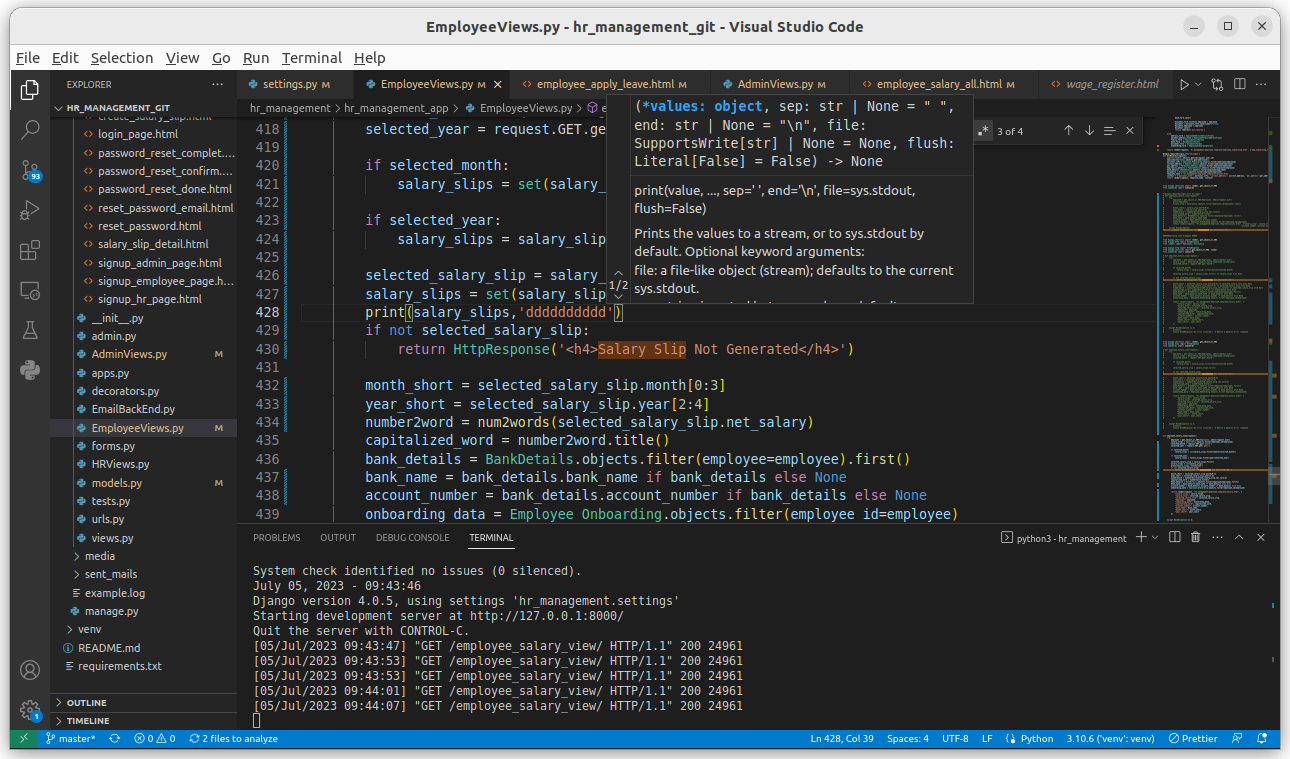 EmployeeViews.py - hr_management_git - Visual Studio Code
File Edit Selection View Go Run Terminal Help
EXPLORER
HR_MANAGEMENT_GIT
create_salary_slip.html
login_page.html
password_reset_complet....
password_reset_confirm....
password_reset_done.html
reset_password_email.html
reset_password.html
salary_slip_detail.html
signup_admin_page.html
signup_employee_page.h...
signup_hr_page.html
__init__.py
admin.py
AdminViews.py M
apps.py
decorators.py
EmailBackEnd.py
EmployeeViews.py M
forms.py
HRViews.py
models.py M
tests.py
urls.py
views.py
media
sent_mails
example.log
manage.py
venv
README.md
requirements.txt
OUTLINE
TIMELINE
93
1
settings.py M EmployeeViews.py M employee_apply_leave.html M AdminViews.py M employee_salary_all.html M wage_register.html
hr_management > hr_management_app > EmployeeViews.py > e
3 of 4
(*values: object, sep: str | None = " ",
end: str | None = "\n", file:
SupportsWrite[str] | None = None, flush:
Literal[False] = False) -> None
print(value, ..., sep=' ', end='\n', file=sys.stdout,
flush=False)
Prints the values to a stream, or to sys.stdout by
default. Optional keyword arguments:
file: a file-like object (stream); defaults to the current
sys.stdout.
1/2
418 selected_year = request.GET.ge
419
420 if selected_month:
421 salary_slips = set(salary_
422
423 if selected_year:
424 salary_slips = salary_slip
425
426 selected_salary_slip = salary_
427 salary_slips = set(salary_slip
428 print(salary_slips,'dddddddddd')
429 if not selected_salary_slip:
430 return HttpResponse('<h4>Salary Slip Not Generated</h4>')
431
432 month_short = selected_salary_slip.month[0:3]
433 year_short = selected_salary_slip.year[2:4]
434 number2word = num2words(selected_salary_slip.net_salary)
435 capitalized_word = number2word.title()
436 bank_details = BankDetails.objects.filter(employee=employee).first()
437 bank_name = bank_details.bank_name if bank_details else None
438 account_number = bank_details.account_number if bank_details else None
439 onboarding_data = Employee_Onboarding.objects.filter(employee_id=employee)
PROBLEMS OUTPUT DEBUG CONSOLE TERMINAL
python3 - hr_management
System check identified no issues (0 silenced).
July 05, 2023 - 09:43:46
Django version 4.0.5, using settings 'hr_management.settings'
Starting development server at http://127.0.0.1:8000/
Quit the server with CONTROL-C.
[05/Jul/2023 09:43:47] "GET /employee_salary_view/ HTTP/1.1" 200 24961
[05/Jul/2023 09:43:53] "GET /employee_salary_view/ HTTP/1.1" 200 24961
[05/Jul/2023 09:43:53] "GET /employee_salary_view/ HTTP/1.1" 200 24961
[05/Jul/2023 09:44:01] "GET /employee_salary_view/ HTTP/1.1" 200 24961
[05/Jul/2023 09:44:07] "GET /employee_salary_view/ HTTP/1.1" 200 24961
master* 0 0 2 files to analyze Ln 428, Col 39 Spaces: 4 UTF-8 LF Python 3.10.6 ('venv': venv) Prettier